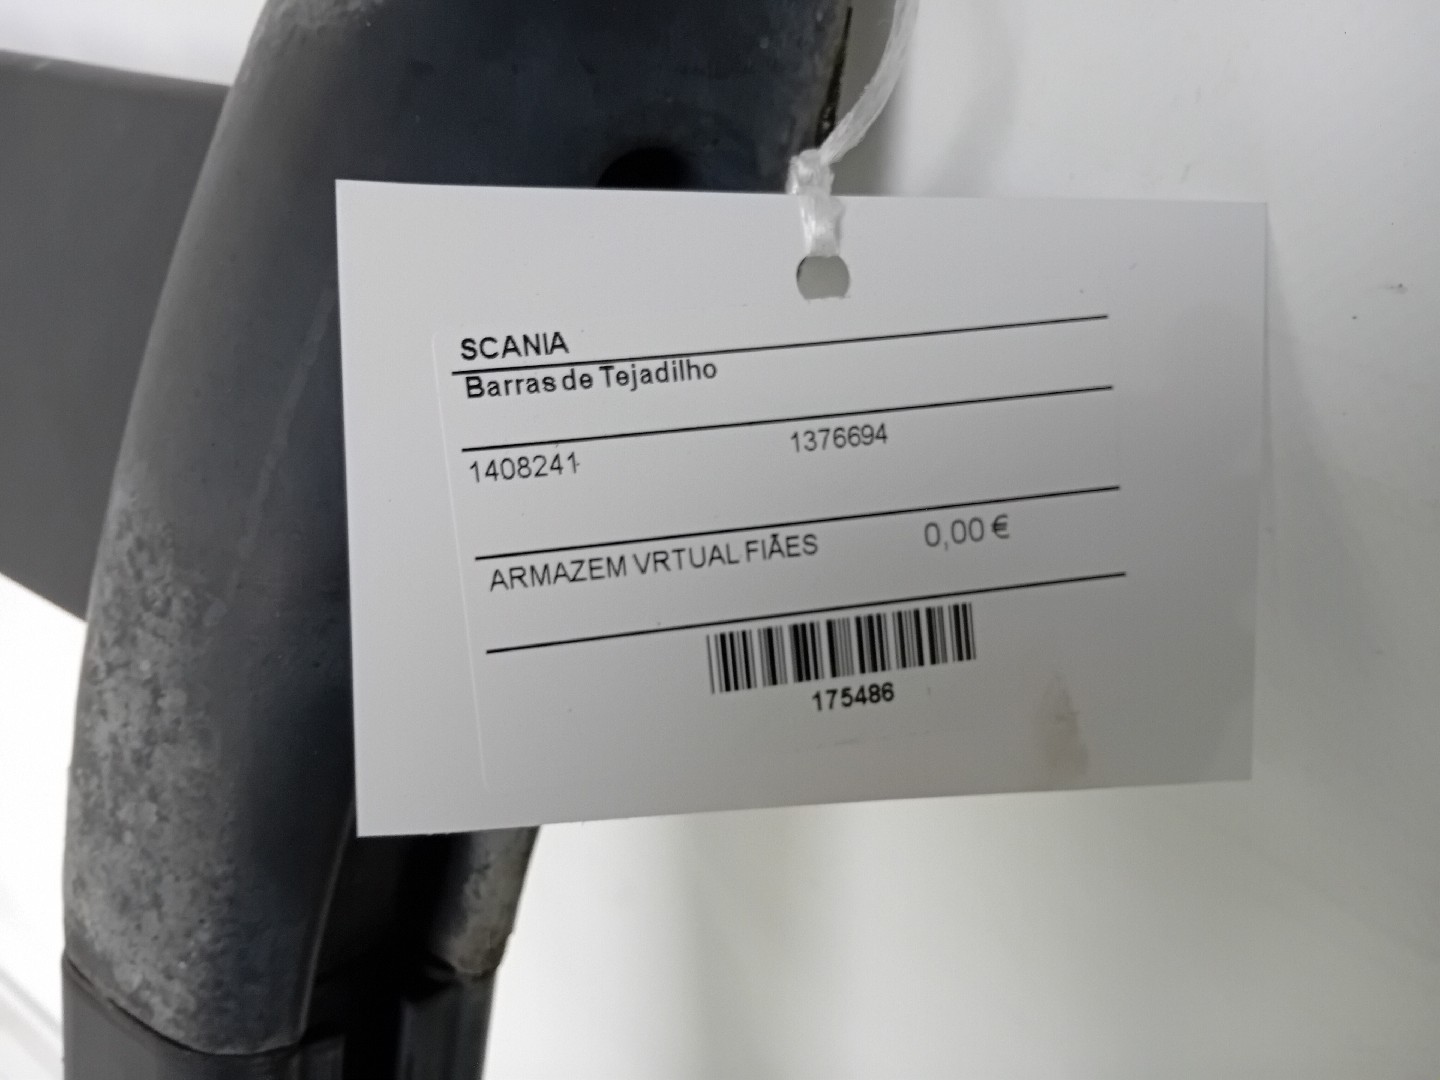 SCANIA
Barras de Tejadilho
1408241 1376694
ARMAZEM VRTUAL FIÃES 0,00 €
175486